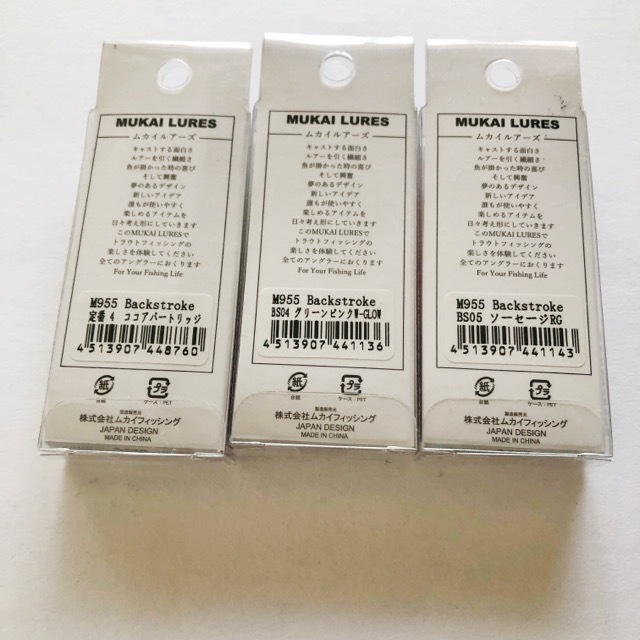 MUKAI LURES
ムカイルアーズ
キャストする面白さ
ルアーを引く繊細さ
魚が掛かった時の喜び
そして興奮
夢のあるデザイン
新しいアイデア
誰もが使いやすく
楽しめるアイテムを
日々考え形にしていきます
このMUKAI LURESで
トラウトフィッシングの
楽しさを体験してください
全てのアングラーにおくります
For Your Fishing Life
M955 Backstroke
定番 4 ココアパートリッジ
4 513907 448760
紙
台紙
プラ
ケース：PET
製造販売元
株式会社ムカイフィッシング
JAPAN DESIGN
MADE IN CHINA
MUKAI LURES
ムカイルアーズ
キャストする面白さ
ルアーを引く繊細さ
魚が掛かった時の喜び
そして興奮
夢のあるデザイン
新しいアイデア
誰もが使いやすく
楽しめるアイテムを
日々考え形にしていきます
このMUKAI LURESで
トラウトフィッシングの
楽しさを体験してください
全てのアングラーにおくります
For Your Fishing Life
M955 Backstroke
BS04 グリーンピンクW-GLOW
4 513907 441136
紙
台紙
プラ
ケース：PET
製造販売元
株式会社ムカイフィッシング
JAPAN DESIGN
MADE IN CHINA
MUKAI LURES
ムカイルアーズ
キャストする面白さ
ルアーを引く繊細さ
魚が掛かった時の喜び
そして興奮
夢のあるデザイン
新しいアイデア
誰もが使いやすく
楽しめるアイテムを
日々考え形にしていきます
このMUKAI LURESで
トラウトフィッシングの
楽しさを体験してください
全てのアングラーにおくります
For Your Fishing Life
M955 Backstroke
BS05 ソーセージRG
4 513907 441143
紙
台紙
プラ
ケース：PET
製造販売元
株式会社ムカイフィッシング
JAPAN DESIGN
MADE IN CHINA